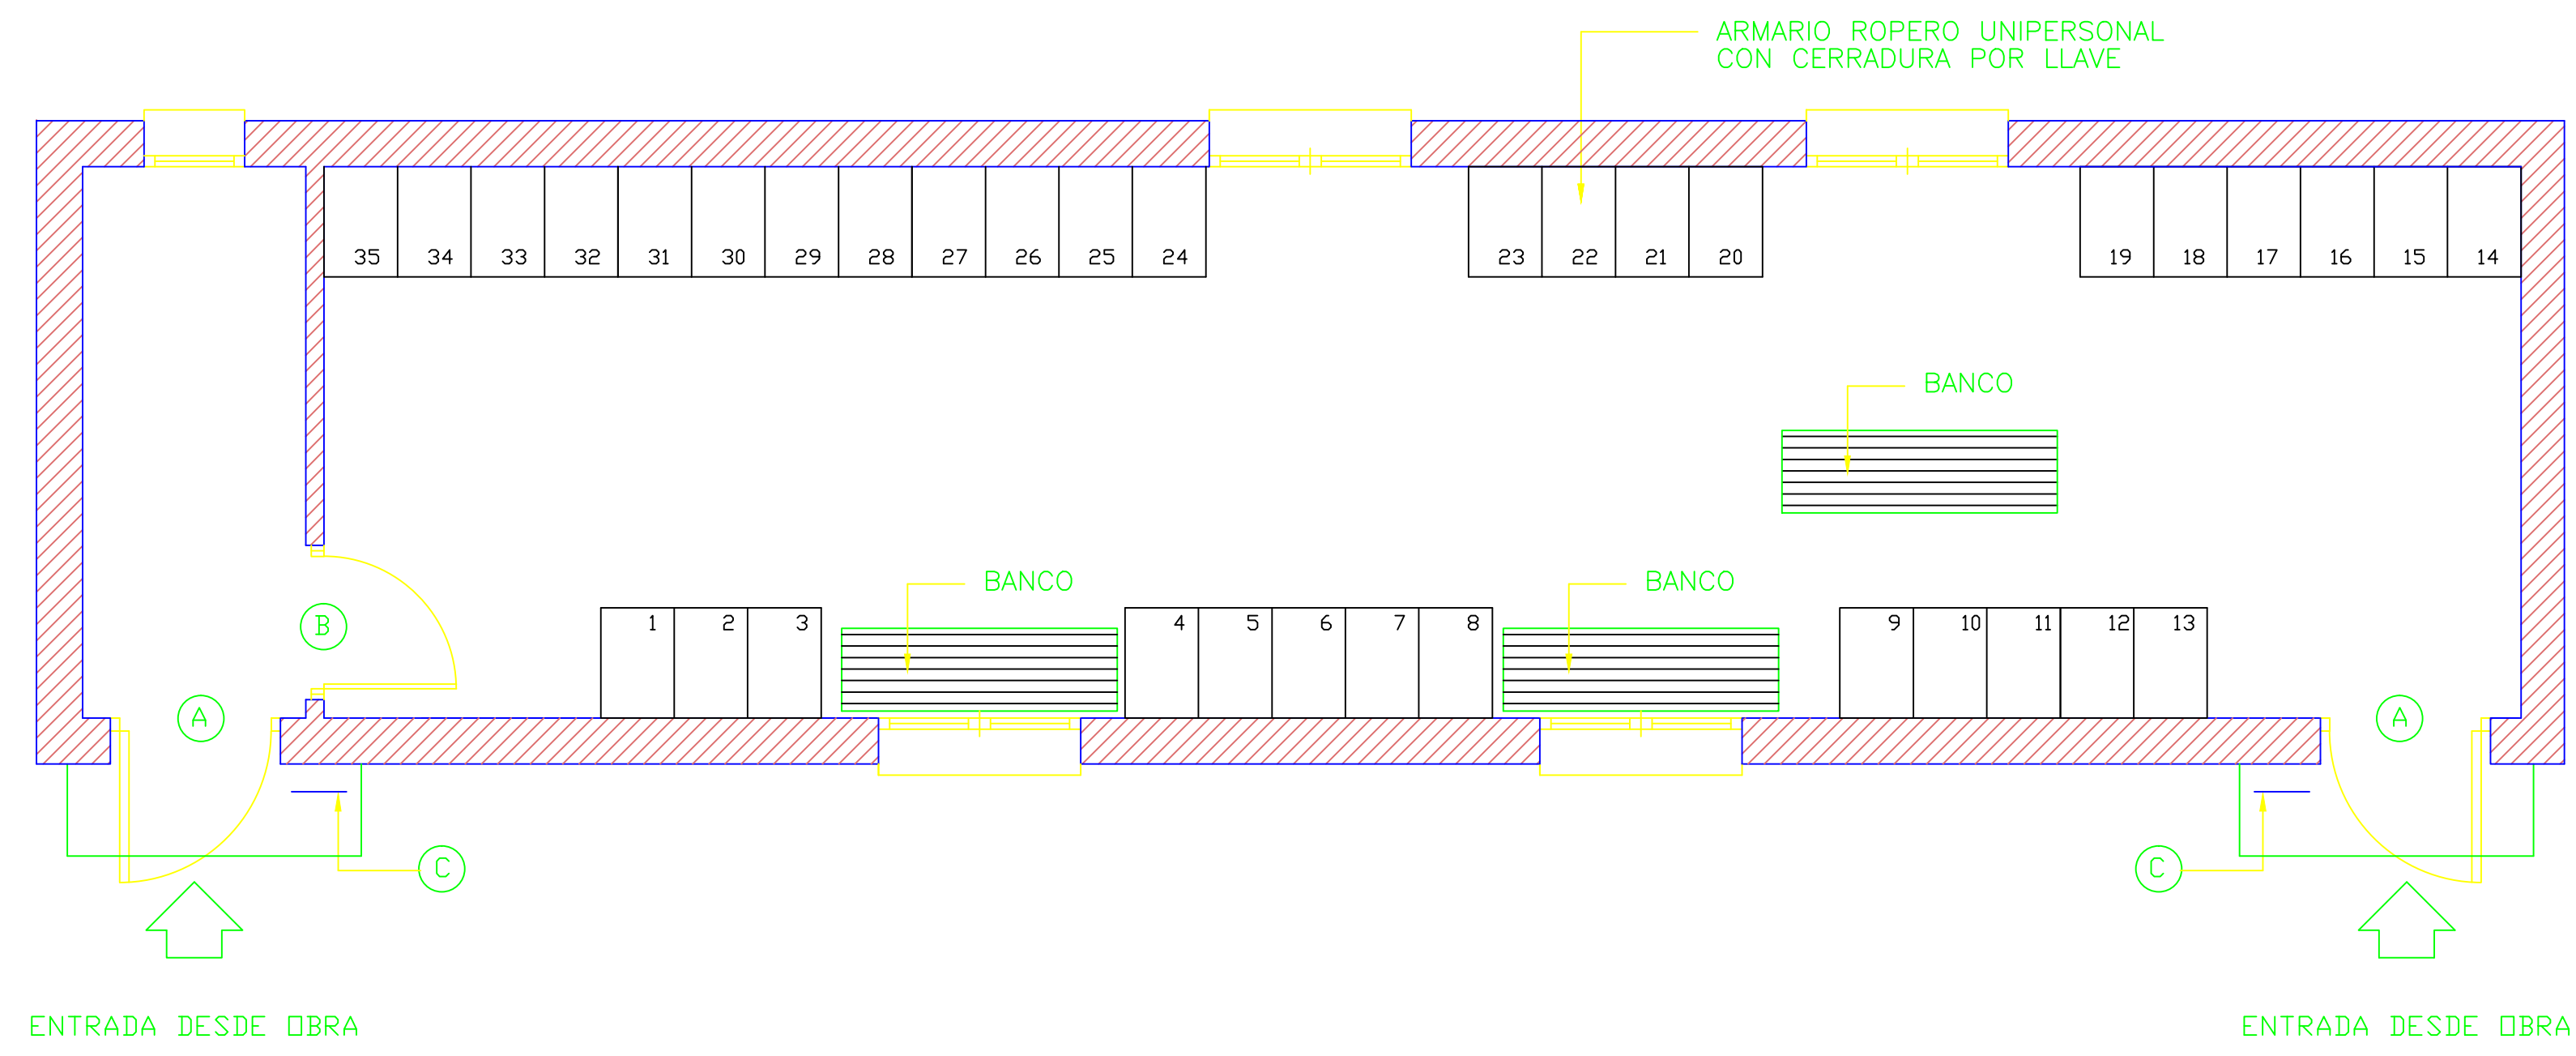 ARMARIO ROPERO UNIPERSONAL
CON CERRADURA POR LLAVE
35 34 33 32 31 30 29 28 27 26 25 24 23 22 21 20 19 18 17 16 15 14
BANCO
BANCO BANCO
B 1 2 3 4 5 6 7 8 9 10 11 12 13
A A
C C
ENTRADA DESDE OBRA ENTRADA DESDE OBRA